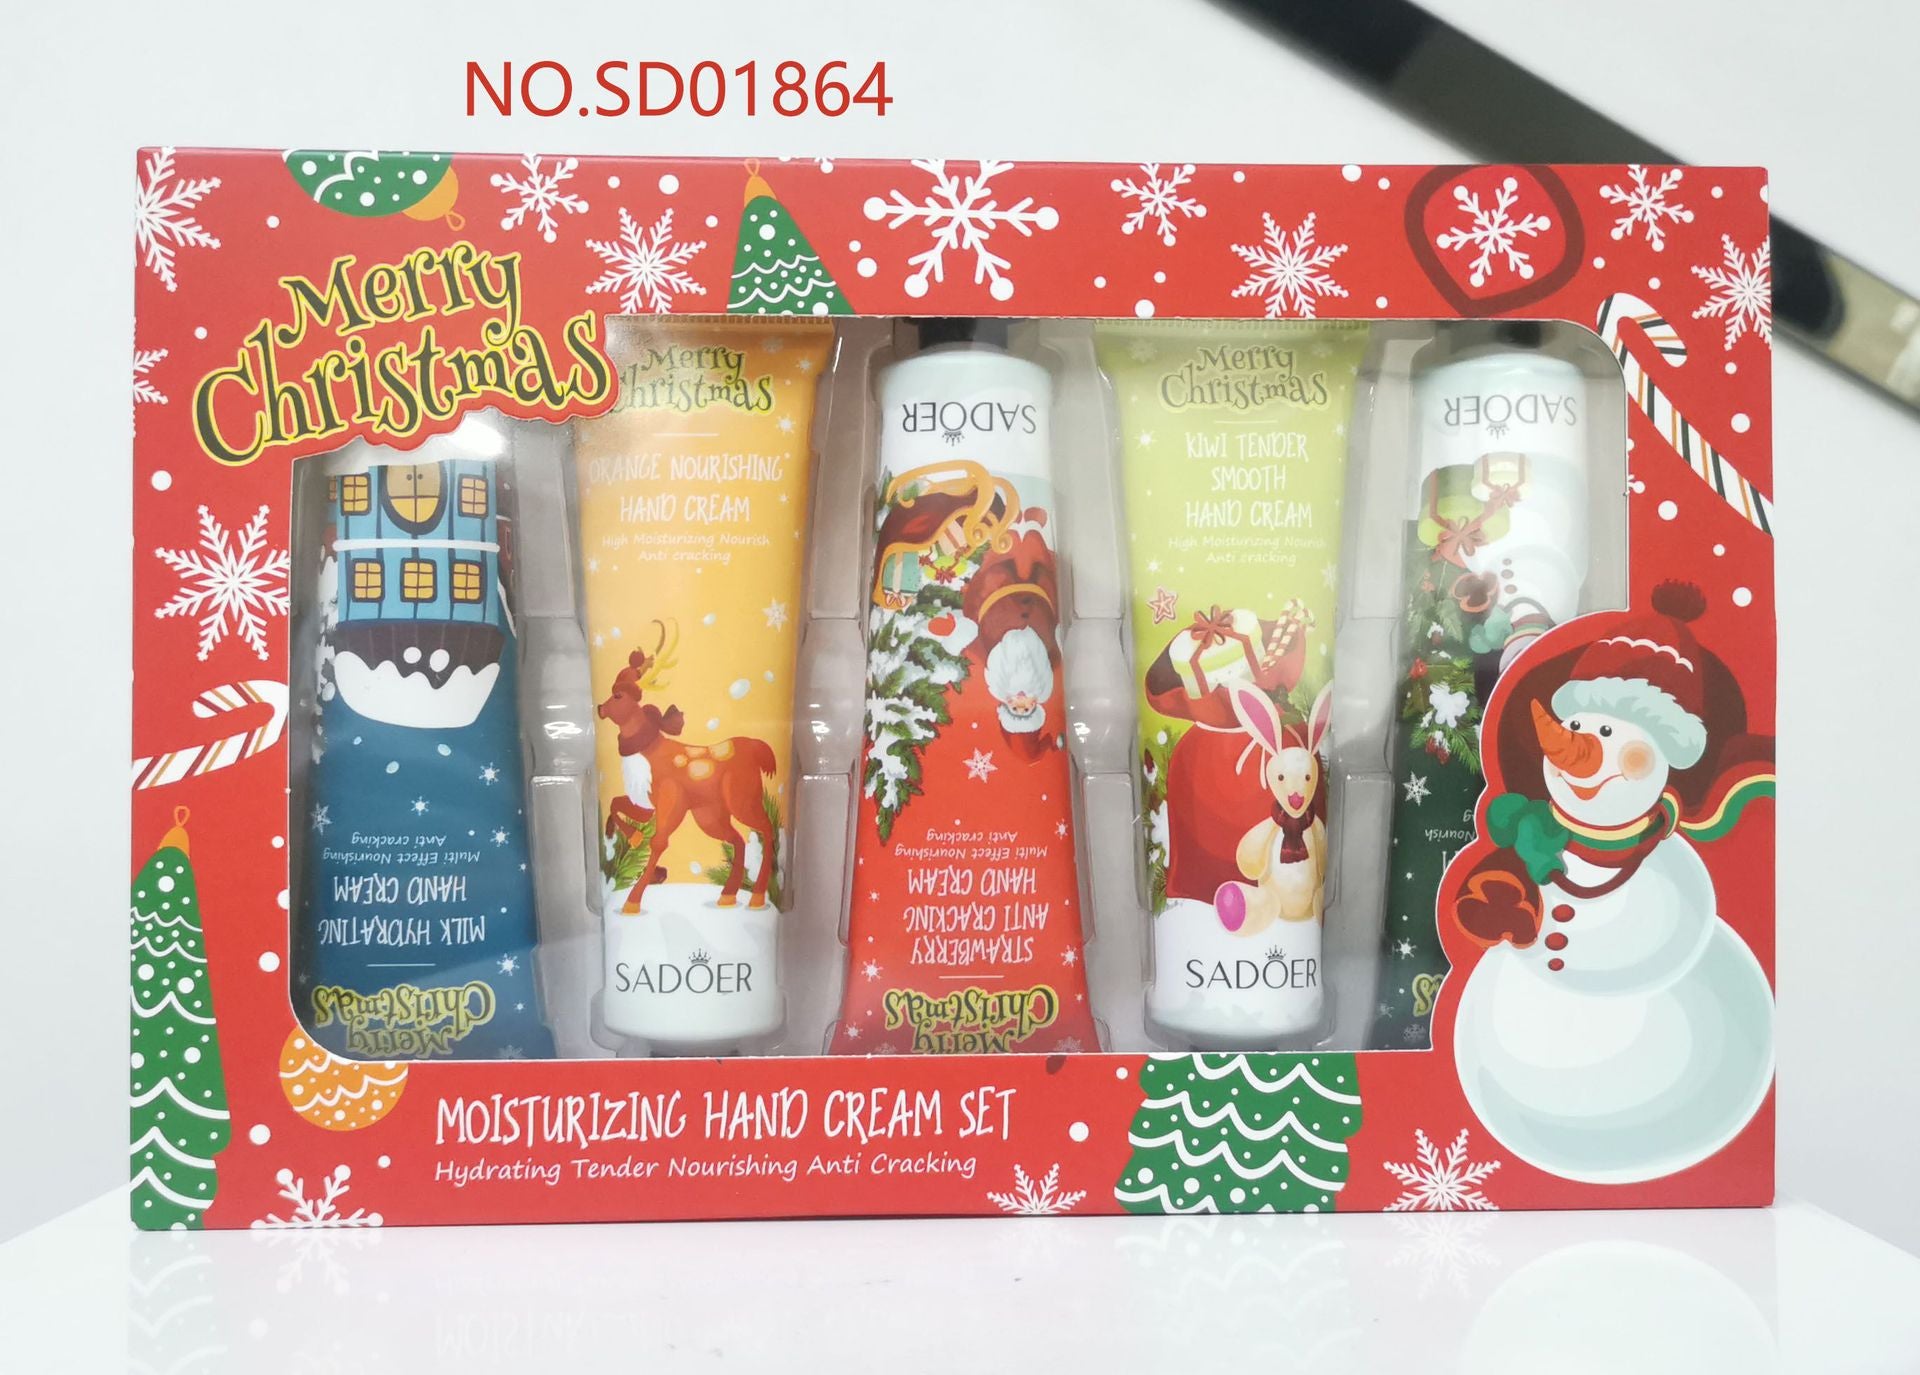 NO.SD01864
Merry
Christmas
Merry
Christmas
ORANGE NOURISHING
HAND CREAM
High Moisturizing Nourish
Anti cracking
SADOER
SADOER
Merry
Christmas
KIWI TENDER
SMOOTH
HAND CREAM
High Moisturizing Nourish
Anti cracking
SADOER
SADOER
Merry
Christmas
MILK HYDRATING
HAND CREAM
Multi Effect Nourishing
Anti cracking
Merry
Christmas
STRAWBERRY
ANTI CRACKING
HAND CREAM
Multi Effect Nourishing
Anti cracking
MOISTURIZING HAND CREAM SET
Hydrating Tender Nourishing Anti Cracking